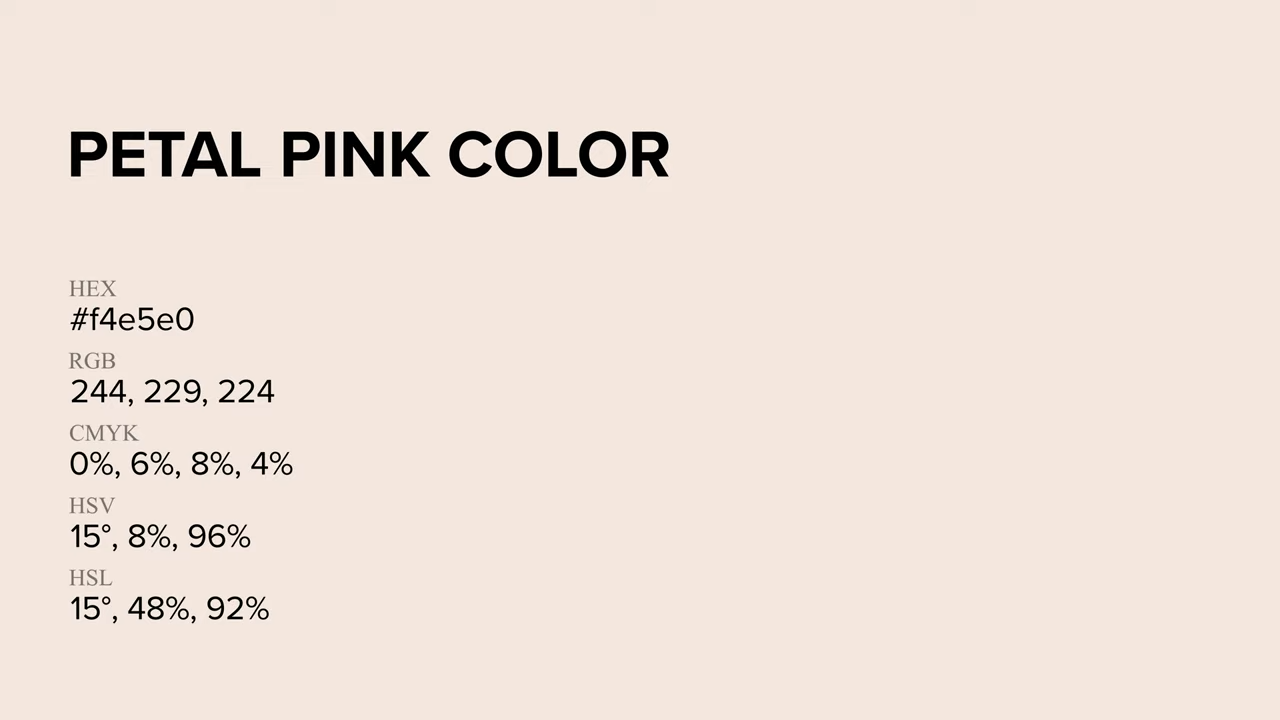 PETAL PINK COLOR
HEX
#f4e5e0
RGB
244, 229, 224
CMYK
0%, 6%, 8%, 4%
HSV
15°, 8%, 96%
HSL
15°, 48%, 92%